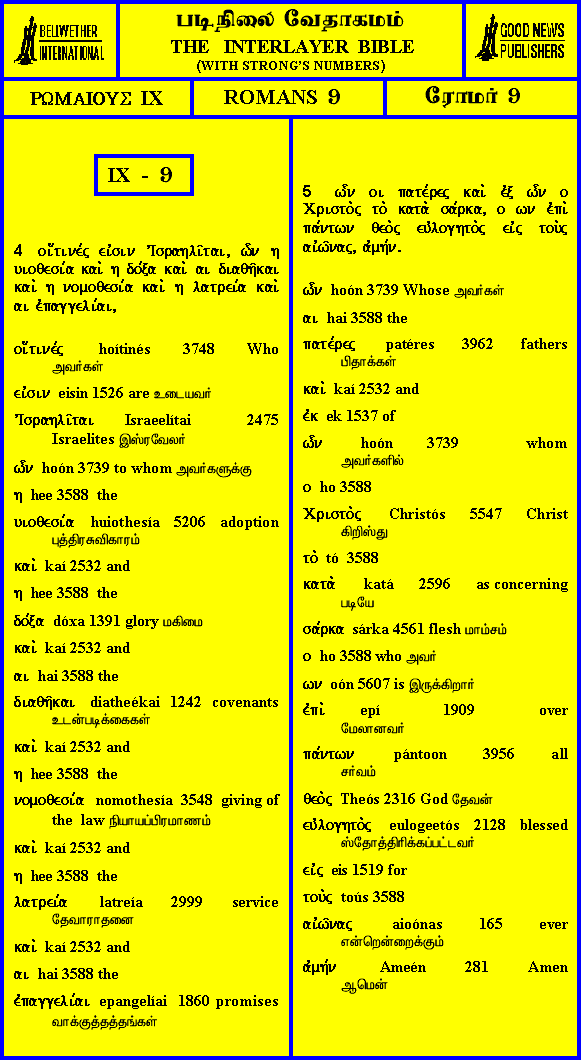 BELLWETHER
INTERNATIONAL
படிநிலை வேதாகமம்
THE INTERLAYER BIBLE
(WITH STRONG'S NUMBERS)
GOOD NEWS
PUBLISHERS
ΡΩΜΑΙΟΥΣ IX
ROMANS 9
ரோமர் 9
IX - 9
4 οἵτινές εἰσιν Ἰσραηλῖται, ὧν η
υιοθεσία καὶ η δόξα καὶ αι διαθῆκαι
καὶ η νομοθεσία καὶ η λατρεία καὶ
αι ἐπαγγελίαι,
οἵτινές hoítinés 3748 Who
அவர்கள்
εἰσιν eisin 1526 are உடையவர்
Ἰσραηλῖται Israeelítai 2475
Israelites இஸ்ரவேலர்
ὧν hoón 3739 to whom அவர்களுக்கு
η hee 3588 the
υιοθεσία huiothesía 5206 adoption
புத்திரசுவிகாரம்
καὶ kaí 2532 and
η hee 3588 the
δόξα dóxa 1391 glory மகிமை
καὶ kaí 2532 and
αι hai 3588 the
διαθῆκαι diatheékai 1242 covenants
உடன்படிக்கைகள்
καὶ kaí 2532 and
η hee 3588 the
νομοθεσία nomothesía 3548 giving of
the law நியாயப்பிரமாணம்
καὶ kaí 2532 and
η hee 3588 the
λατρεία latreía 2999 service
தேவாராதனை
καὶ kaí 2532 and
αι hai 3588 the
ἐπαγγελίαι epangelíai 1860 promises
வாக்குத்தத்தங்கள்
5 ὧν οι πατέρες καὶ ἐξ ὧν ο
Χριστὸς τὸ κατὰ σάρκα, ο ων ἐπὶ
πάντων θεὸς εὐλογητὸς εἰς τοὺς
αἰῶνας, ἀμήν.
ὧν hoón 3739 Whose அவர்கள்
αι hai 3588 the
πατέρες patéres 3962 fathers
பிதாக்கள்
καὶ kaí 2532 and
ἐκ ek 1537 of
ὧν hoón 3739 whom
அவர்களில்
ο ho 3588
Χριστὸς Christós 5547 Christ
கிறிஸ்து
τὸ tó 3588
κατὰ katá 2596 as concerning
படியே
σάρκα sárka 4561 flesh மாம்சம்
ο ho 3588 who அவர்
ων oón 5607 is இருக்கிறார்
ἐπὶ epí 1909 over
மேலானவர்
πάντων pántoon 3956 all
சர்வம்
θεὸς Theós 2316 God தேவன்
εὐλογητὸς eulogeetós 2128 blessed
ஸ்தோத்திரிக்கப்பட்டவர்
εἰς eis 1519 for
τοὺς toús 3588
αἰῶνας aioónas 165 ever
என்றென்றைக்கும்
ἀμήν Ameén 281 Amen
ஆமென்